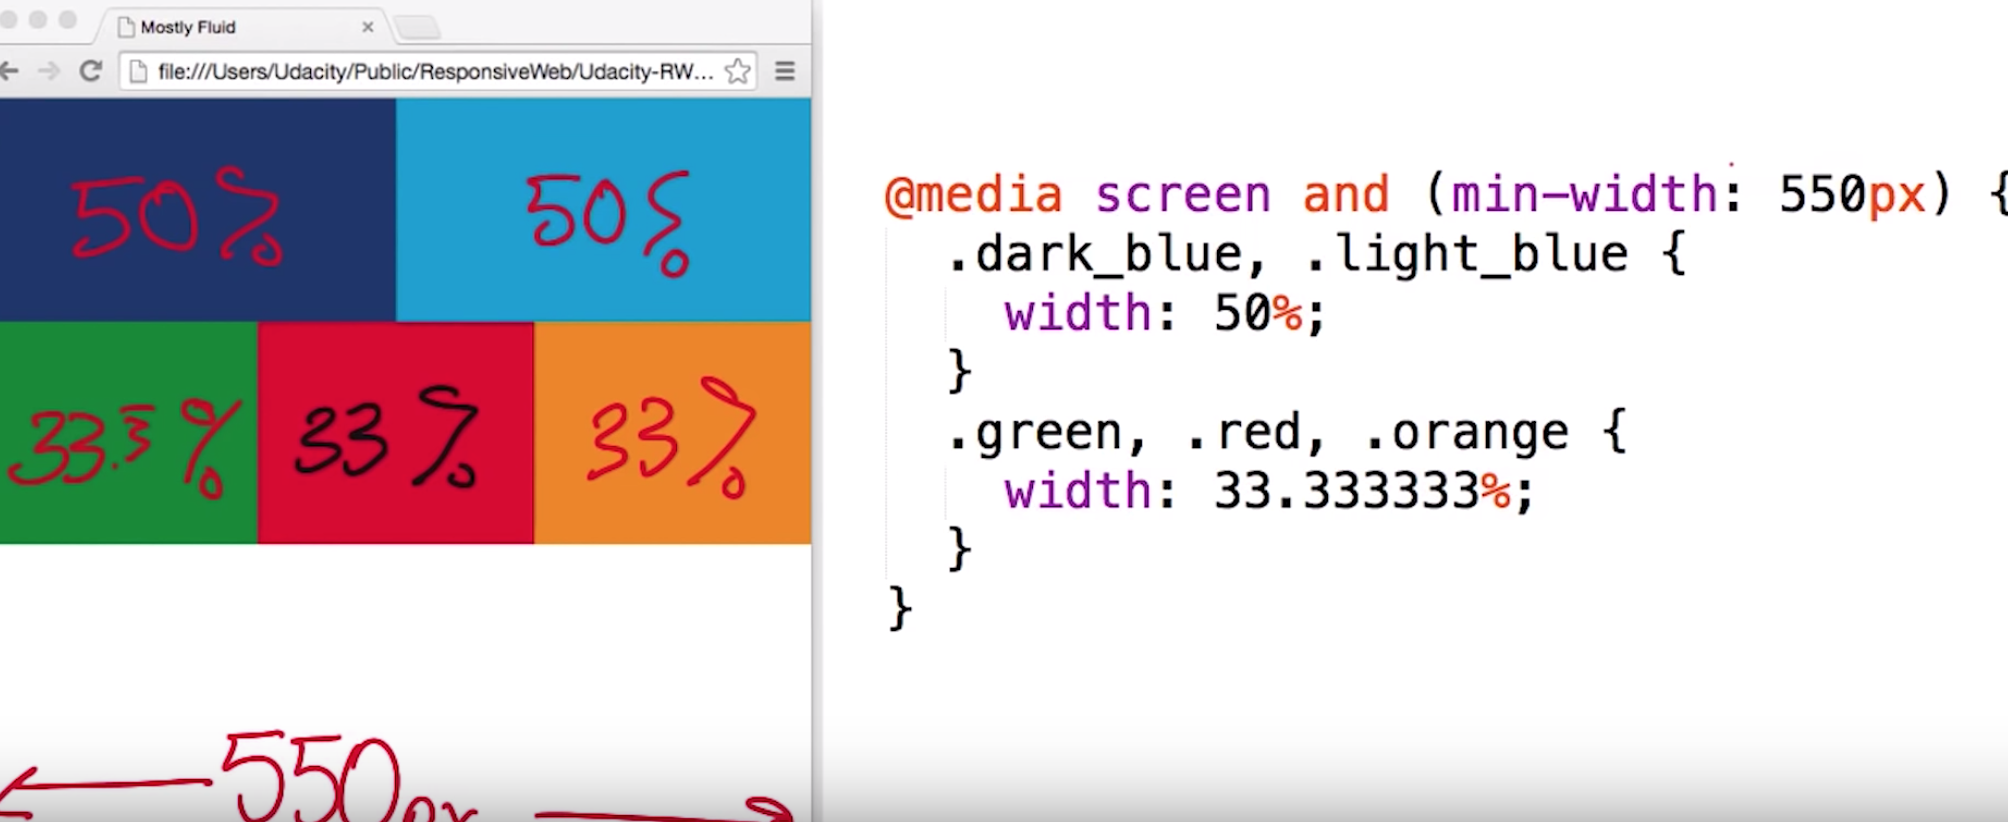 Mostly Fluid
file:///Users/Udacity/Public/ResponsiveWeb/Udacity-RW...
50%
50%
33.3%
33%
33%
550px
@media screen and (min-width: 550px) {
.dark_blue, .light_blue {
width: 50%;
}
.green, .red, .orange {
width: 33.333333%;
}
}